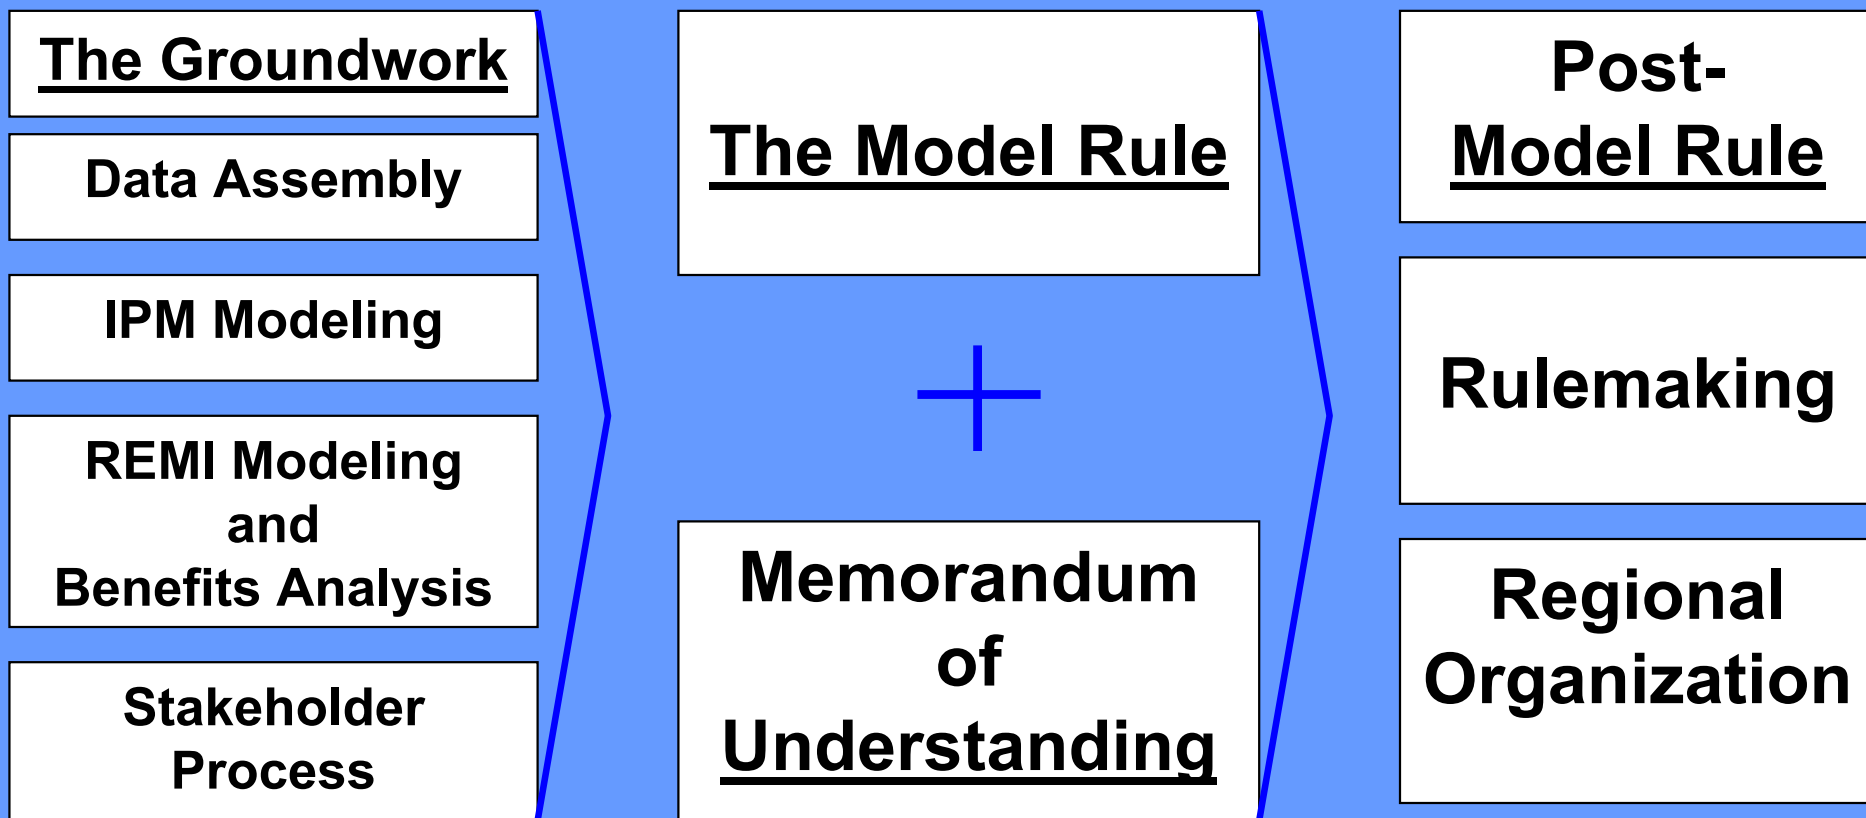 The Groundwork
Data Assembly
IPM Modeling
REMI Modeling
and
Benefits Analysis
Stakeholder
Process
The Model Rule
Memorandum
of
Understanding
Post-
Model Rule
Rulemaking
Regional
Organization